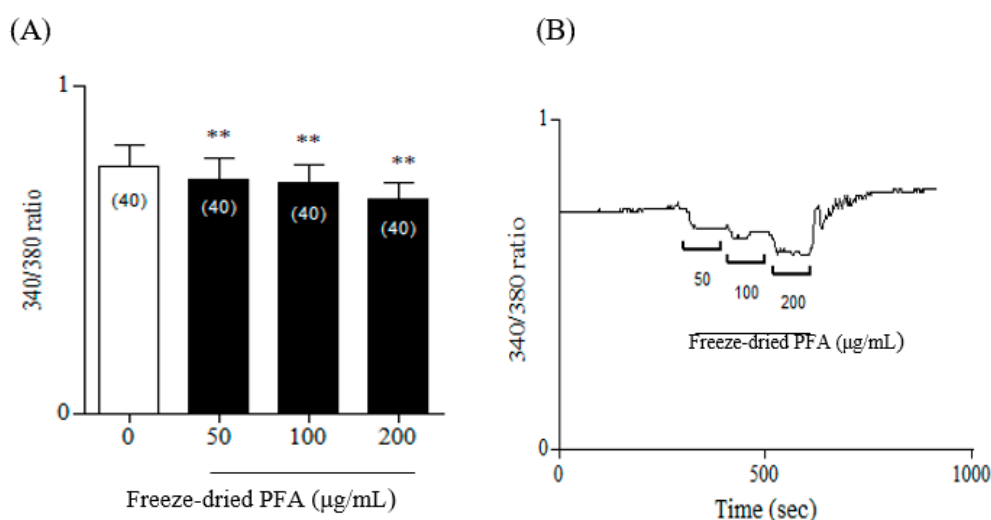 (A)
1
340/380 ratio
0
** ** **
(40) (40) (40) (40)
0 50 100 200
Freeze-dried PFA (μg/mL)
(B)
1
340/380 ratio
0
50 100 200
Freeze-dried PFA (μg/mL)
0 500 1000
Time (sec)